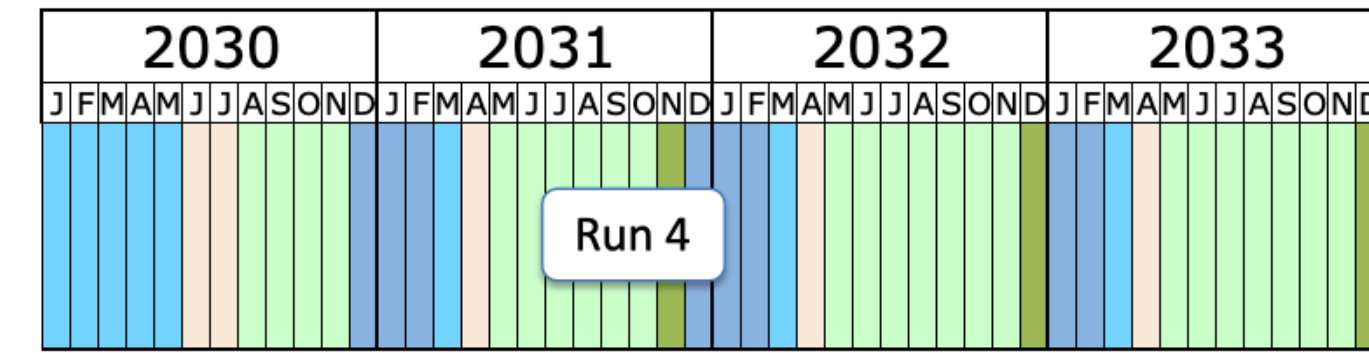 2030 2031 2032 2033
J F M A M J J A S O N D J F M A M J J A S O N D J F M A M J J A S O N D J F M A M J J A S O N D
Run 4